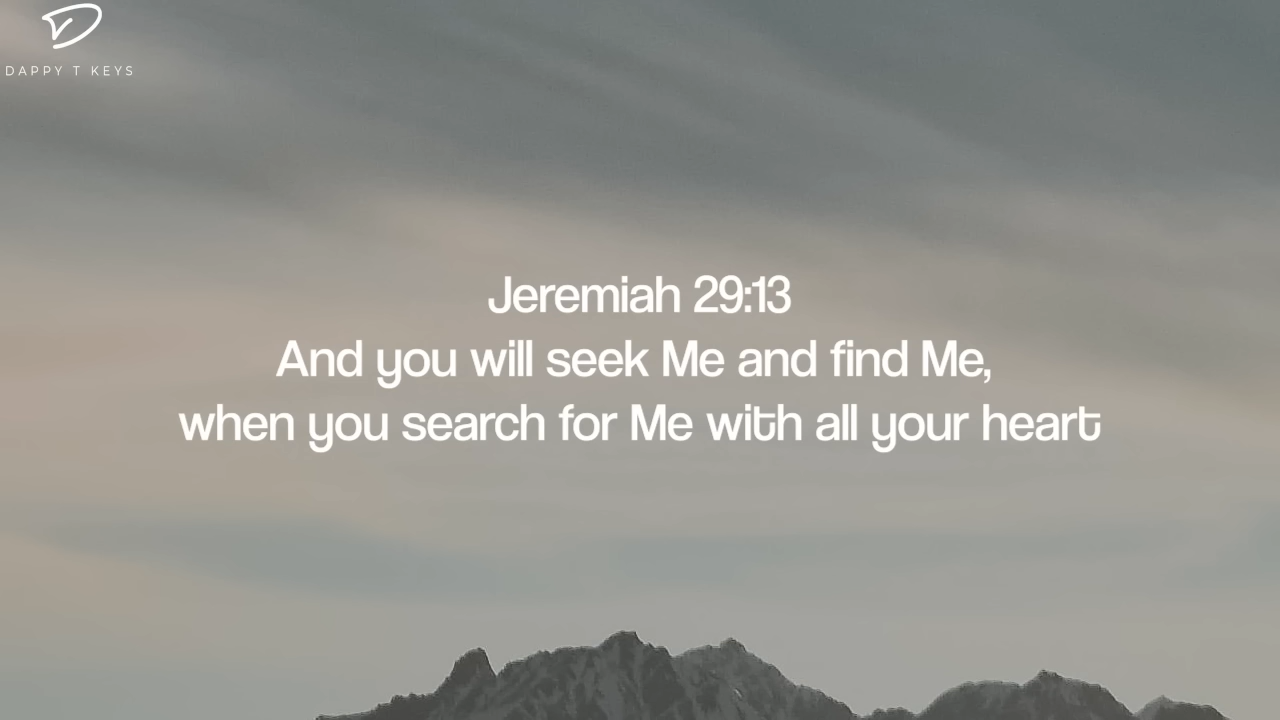 DAPPY T KEYS
Jeremiah 29:13
And you will seek Me and find Me,
when you search for Me with all your heart